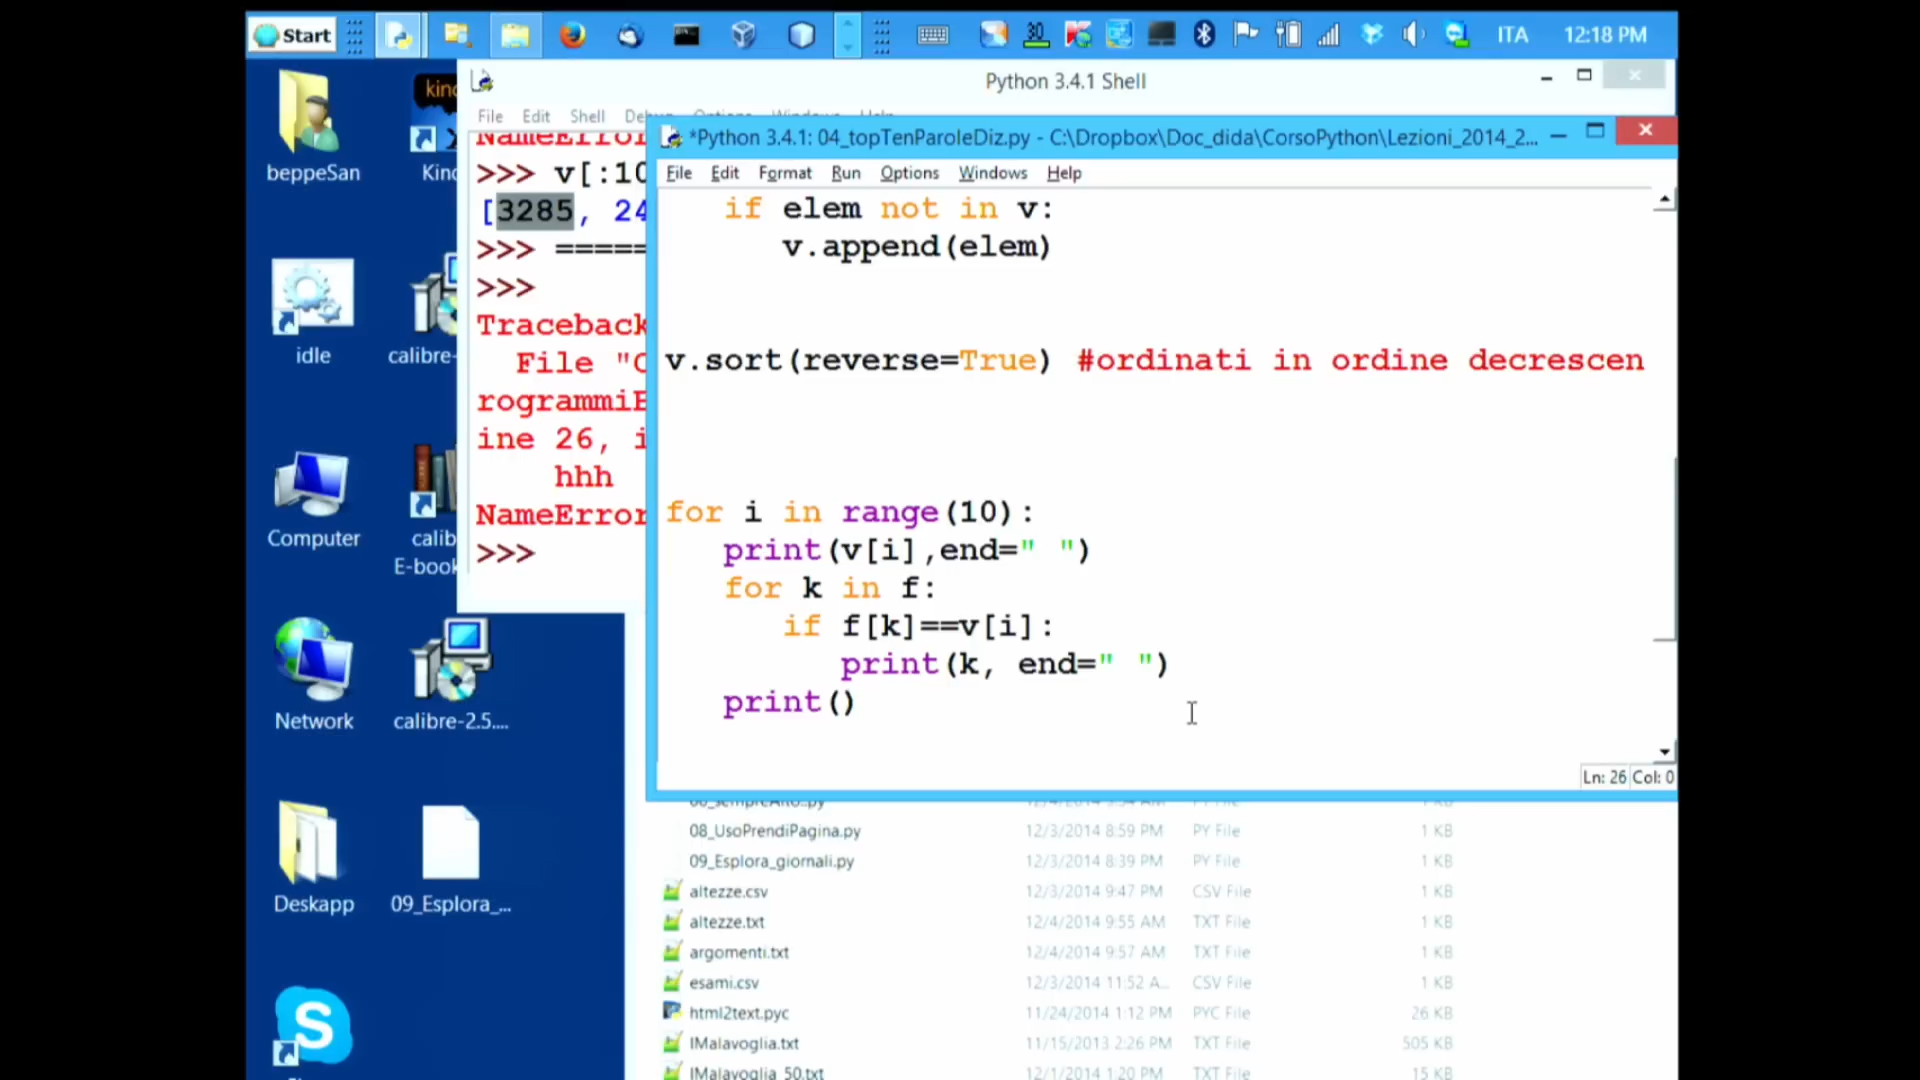 Start
30
ITA
12:18 PM
Python 3.4.1 Shell
File Edit Shell
NameError
>>> v[:10
[3285, 24
>>> =====
>>>
Traceback
File "C
rogrammiE
ine 26, i
hhh
NameError
>>>
*Python 3.4.1: 04_topTenParoleDiz.py - C:\Dropbox\Doc_dida\CorsoPython\Lezioni_2014_2...
File Edit Format Run Options Windows Help
if elem not in v:
v.append(elem)
v.sort(reverse=True) #ordinati in ordine decrescen
for i in range(10):
print(v[i],end=" ")
for k in f:
if f[k]==v[i]:
print(k, end=" ")
print()
Ln: 26 Col: 0
08_UsoPrendiPagina.py 12/3/2014 8:59 PM PY File 1 KB
09_Esplora_giornali.py 12/3/2014 8:39 PM PY File 1 KB
altezze.csv 12/3/2014 9:47 PM CSV File 1 KB
altezze.txt 12/4/2014 9:55 AM TXT File 1 KB
argomenti.txt 12/4/2014 9:57 AM TXT File 1 KB
esami.csv 12/3/2014 11:52 A... CSV File 1 KB
html2text.pyc 11/24/2014 1:12 PM PYC File 26 KB
IMalavoglia.txt 11/15/2013 2:26 PM TXT File 505 KB
IMalavoglia_50.txt 12/1/2014 1:20 PM TXT File 15 KB
beppeSan
Kind
idle
calibre-
Computer
calib
E-book
Network
calibre-2.5....
Deskapp
09_Esplora_...